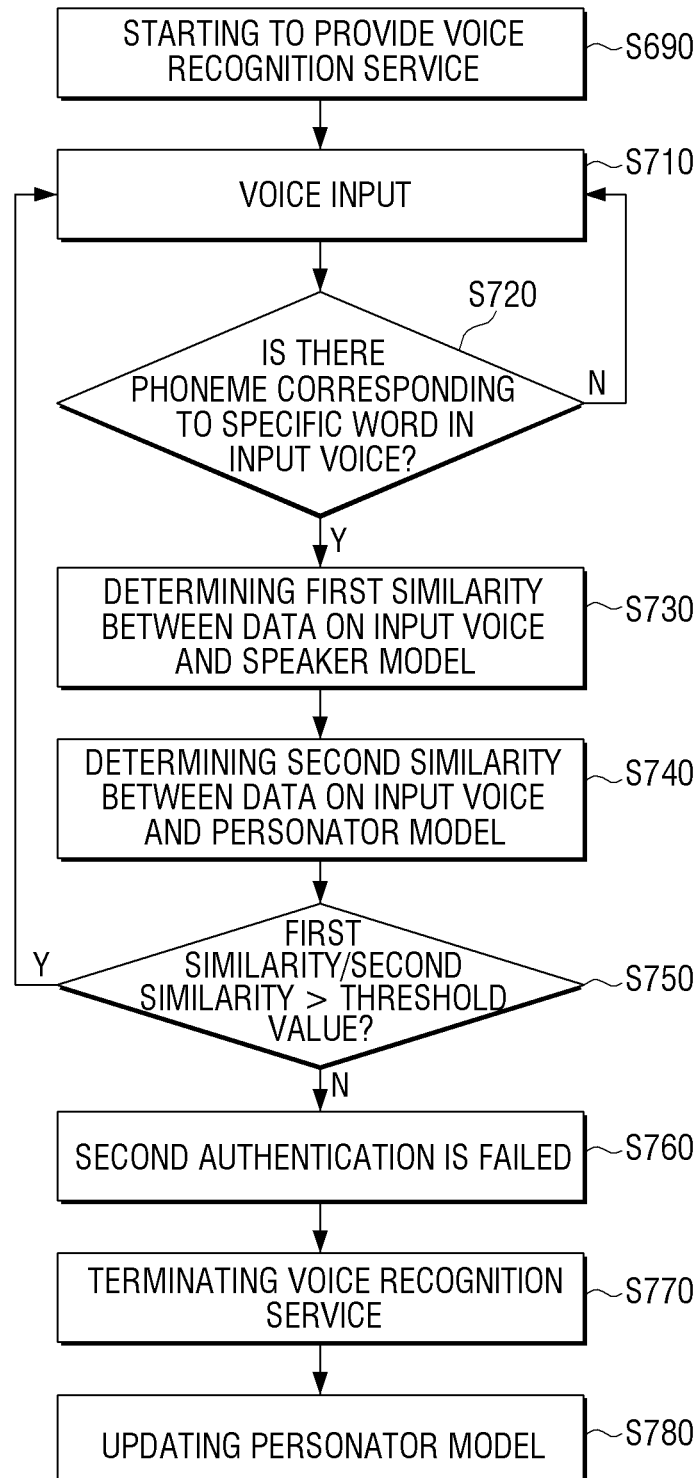 STARTING TO PROVIDE VOICE
RECOGNITION SERVICE
S690
S710
VOICE INPUT
S720
IS THERE
PHONEME CORRESPONDING
TO SPECIFIC WORD IN
INPUT VOICE?
N
Y
DETERMINING FIRST SIMILARITY
BETWEEN DATA ON INPUT VOICE
AND SPEAKER MODEL
S730
DETERMINING SECOND SIMILARITY
BETWEEN DATA ON INPUT VOICE
AND PERSONATOR MODEL
S740
FIRST
SIMILARITY/SECOND
SIMILARITY > THRESHOLD
VALUE?
Y
S750
N
SECOND AUTHENTICATION IS FAILED
S760
TERMINATING VOICE RECOGNITION
SERVICE
S770
UPDATING PERSONATOR MODEL
S780